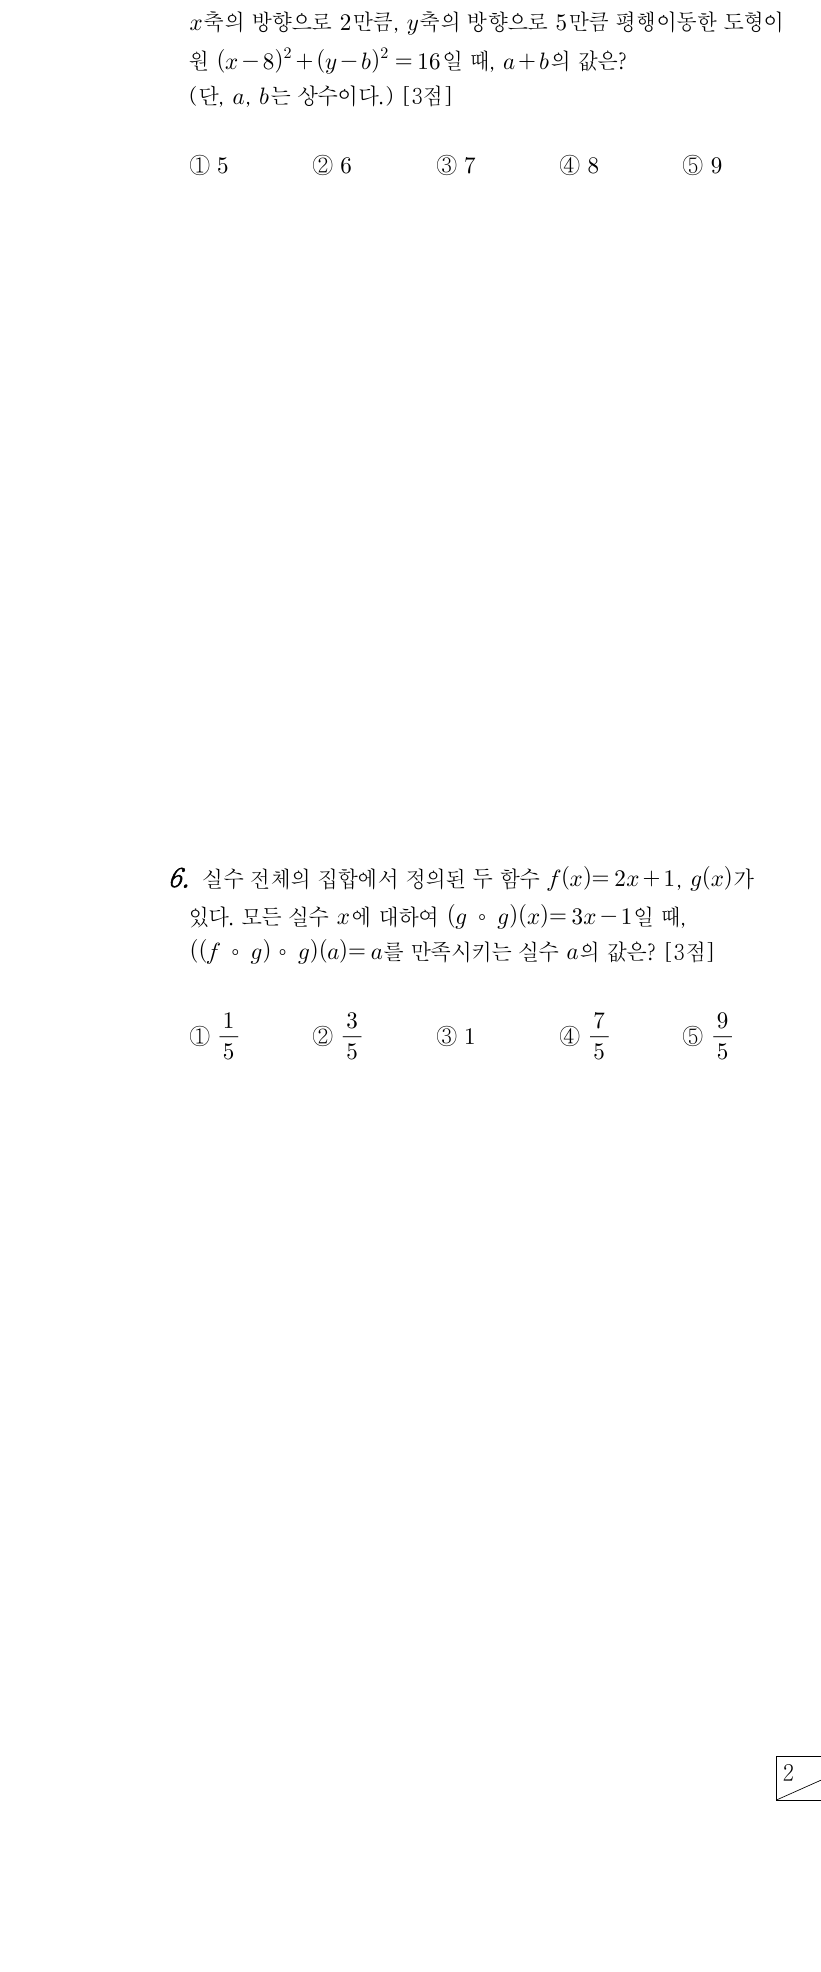 x축의 방향으로 2만큼, y축의 방향으로 5만큼 평행이동한 도형이
원 (x-8)²+(y-b)²=16일 때, a+b의 값은?
(단, a, b는 상수이다.) [3점]
① 5 ② 6 ③ 7 ④ 8 ⑤ 9
6. 실수 전체의 집합에서 정의된 두 함수 f(x)=2x+1, g(x)가
있다. 모든 실수 x에 대하여 (g ∘ g)(x)=3x-1일 때,
((f ∘ g)∘ g)(a)=a를 만족시키는 실수 a의 값은? [3점]
① 1/5 ② 3/5 ③ 1 ④ 7/5 ⑤ 9/5
2